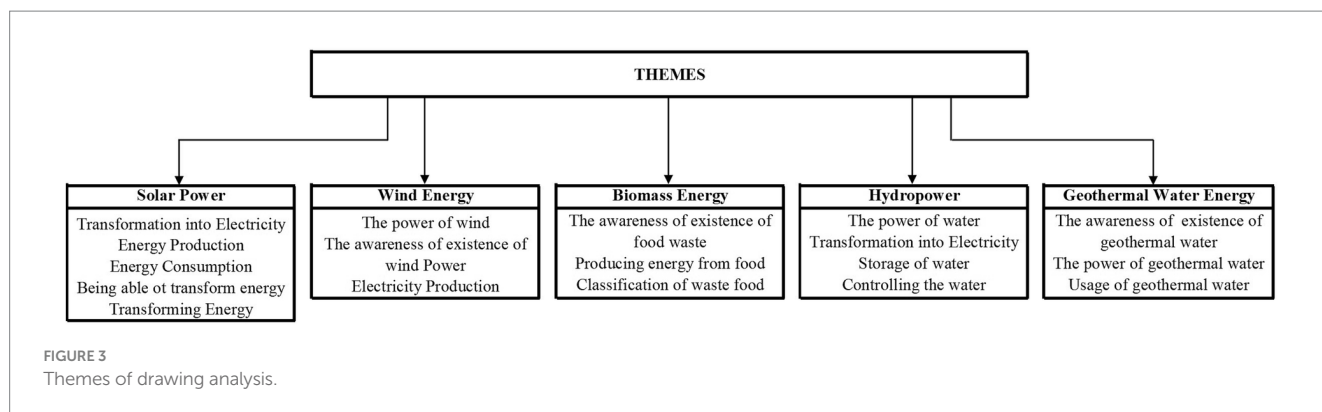 THEMES
Solar Power
Transformation into Electricity
Energy Production
Energy Consumption
Being able ot transform energy
Transforming Energy
Wind Energy
The power of wind
The awareness of existence of
wind Power
Electricity Production
Biomass Energy
The awareness of existence of
food waste
Producing energy from food
Classification of waste food
Hydropower
The power of water
Transformation into Electricity
Storage of water
Controlling the water
Geothermal Water Energy
The awareness of existence of
geothermal water
The power of geothermal water
Usage of geothermal water
FIGURE 3
Themes of drawing analysis.